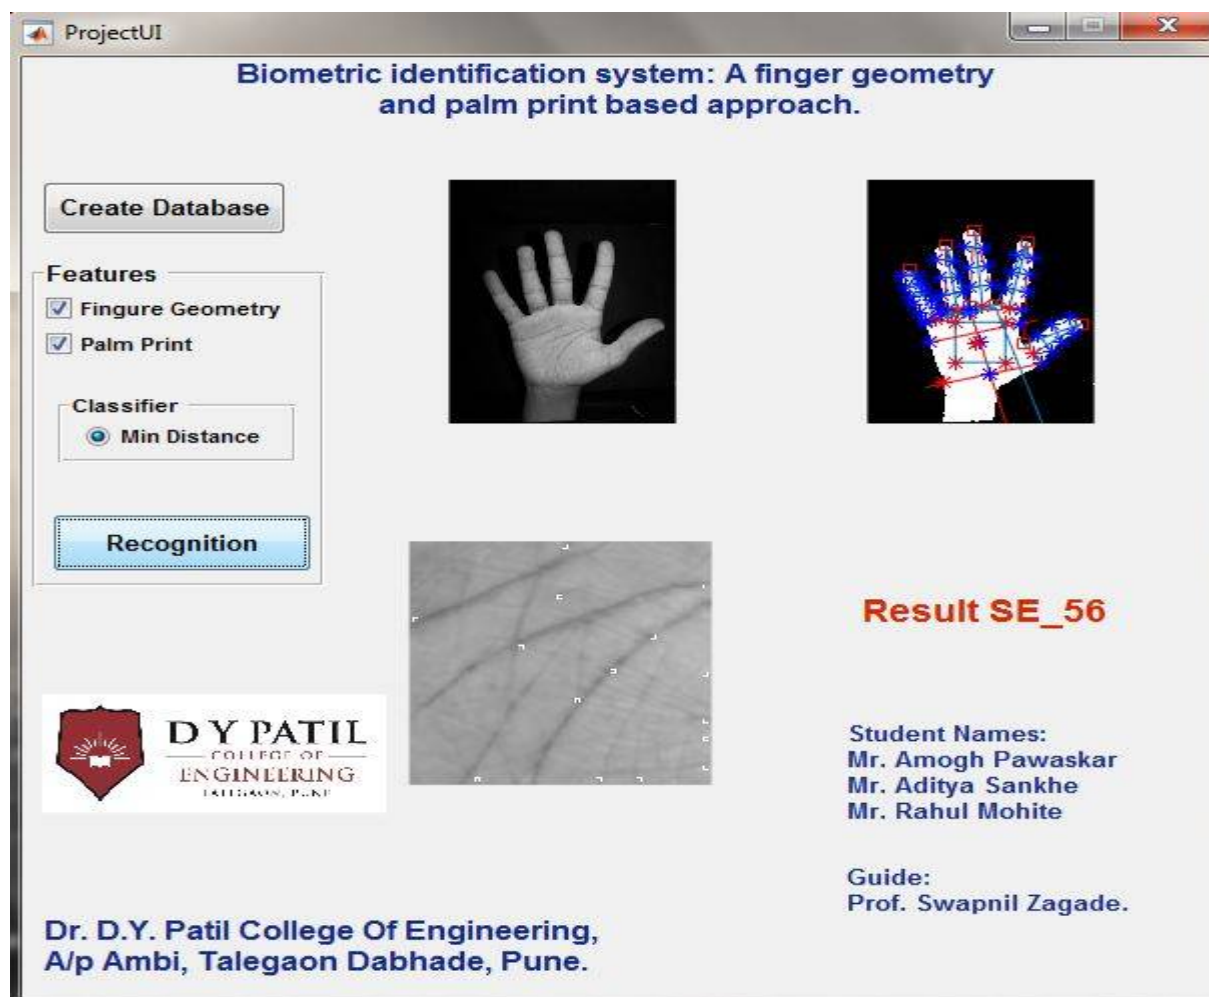 ProjectUI
Biometric identification system: A finger geometry
and palm print based approach.
Create Database
Features
Fingure Geometry
Palm Print
Classifier
Min Distance
Recognition
Result SE_56
D Y PATIL
COLLEGE OF
ENGINEERING
TALEGAON, PUNE
Student Names:
Mr. Amogh Pawaskar
Mr. Aditya Sankhe
Mr. Rahul Mohite
Guide:
Prof. Swapnil Zagade.
Dr. D.Y. Patil College Of Engineering,
A/p Ambi, Talegaon Dabhade, Pune.